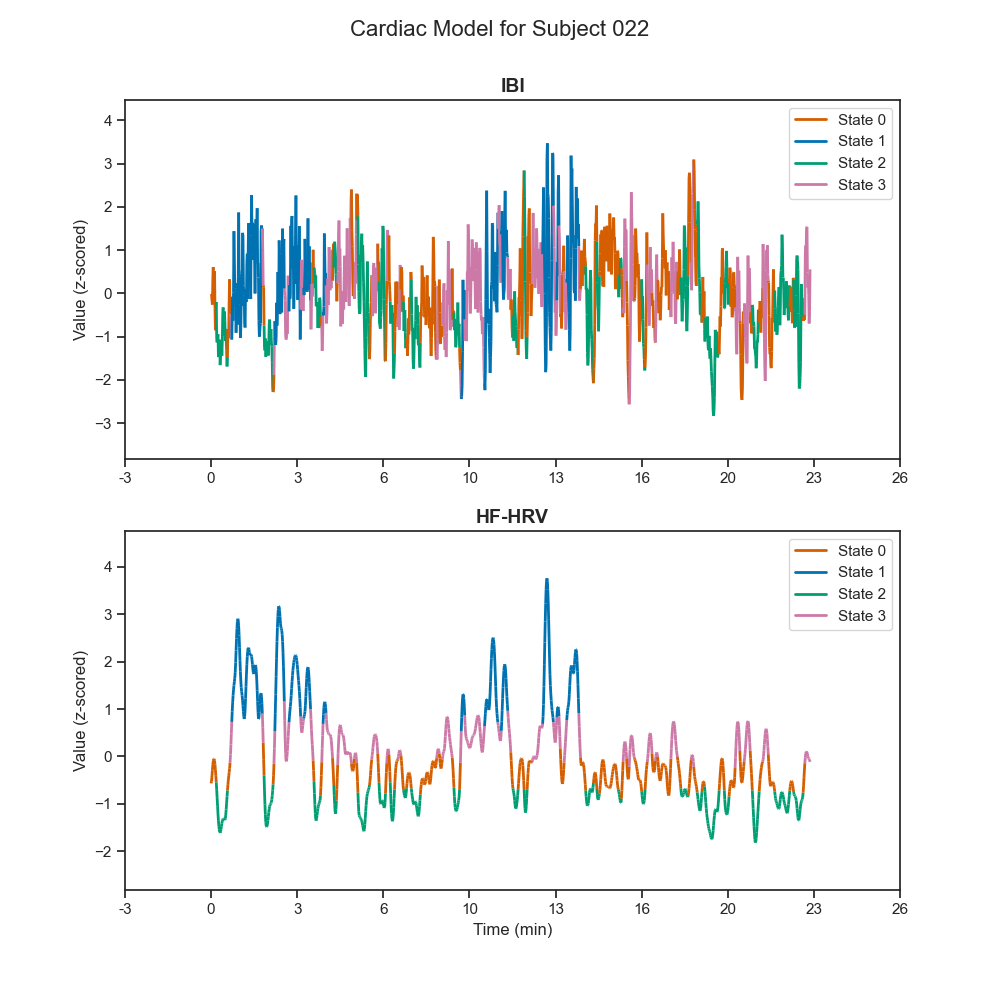 Cardiac Model for Subject 022
IBI
Value (z-scored)
4
3
2
1
0
−1
−2
−3
State 0
State 1
State 2
State 3
-3 0 3 6 10 13 16 20 23 26
HF-HRV
Value (z-scored)
4
3
2
1
0
−1
−2
State 0
State 1
State 2
State 3
-3 0 3 6 10 13 16 20 23 26
Time (min)